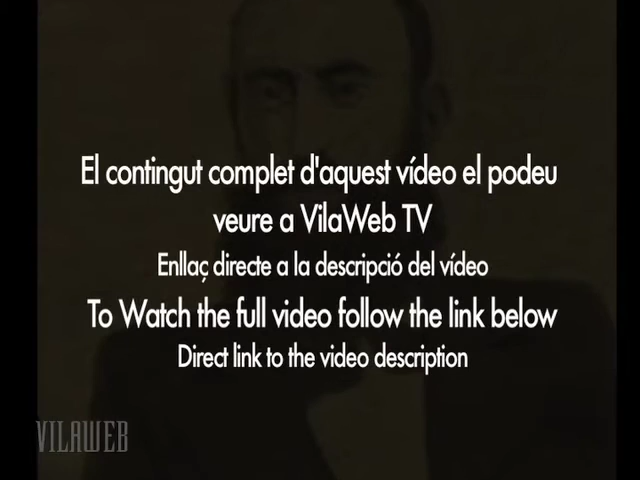 El contingut complet d'aquest vídeo el podeu
veure a VilaWeb TV
Enllaç directe a la descripció del vídeo
To Watch the full video follow the link below
Direct link to the video description
VILAWEB